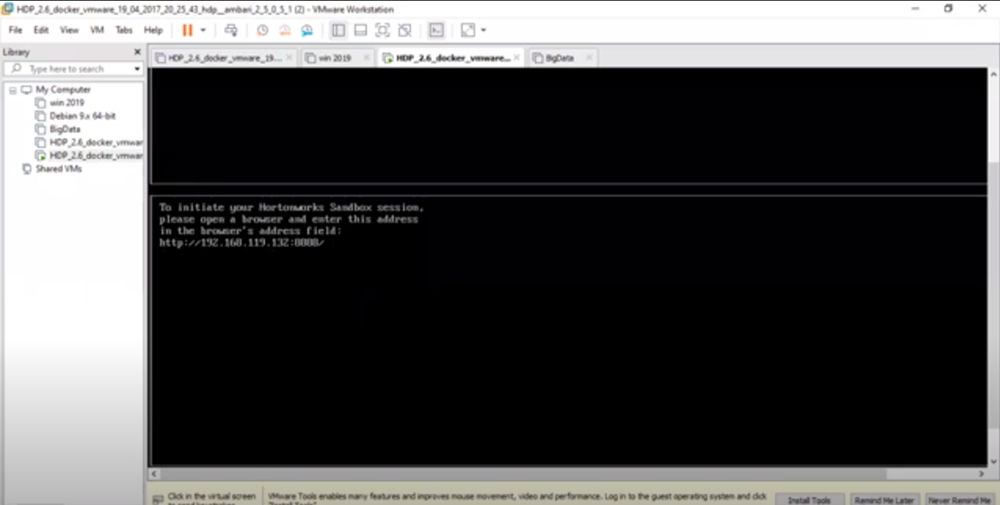 HDP_2.6_docker_vmware_19_04_2017_20_25_43_hdp__ambari_2_5_0_5_1 (2) - VMware Workstation
File Edit View VM Tabs Help
Library
HDP_2.6_docker_vmware_19... win 2019 HDP_2.6_docker_vmware... BigData
Type here to search
My Computer
win 2019
Debian 9.x 64-bit
BigData
HDP_2.6_docker_vmwar
HDP_2.6_docker_vmwar
Shared VMs
To initiate your Hortonworks Sandbox session,
please open a browser and enter this address
in the browser's address field:
http://192.168.119.132:8888/
Click in the virtual screen
to send keystrokes
VMware Tools enables many features and improves mouse movement, video and performance. Log in to the guest operating system and click
"Install Tools"
Install Tools Remind Me Later Never Remind Me